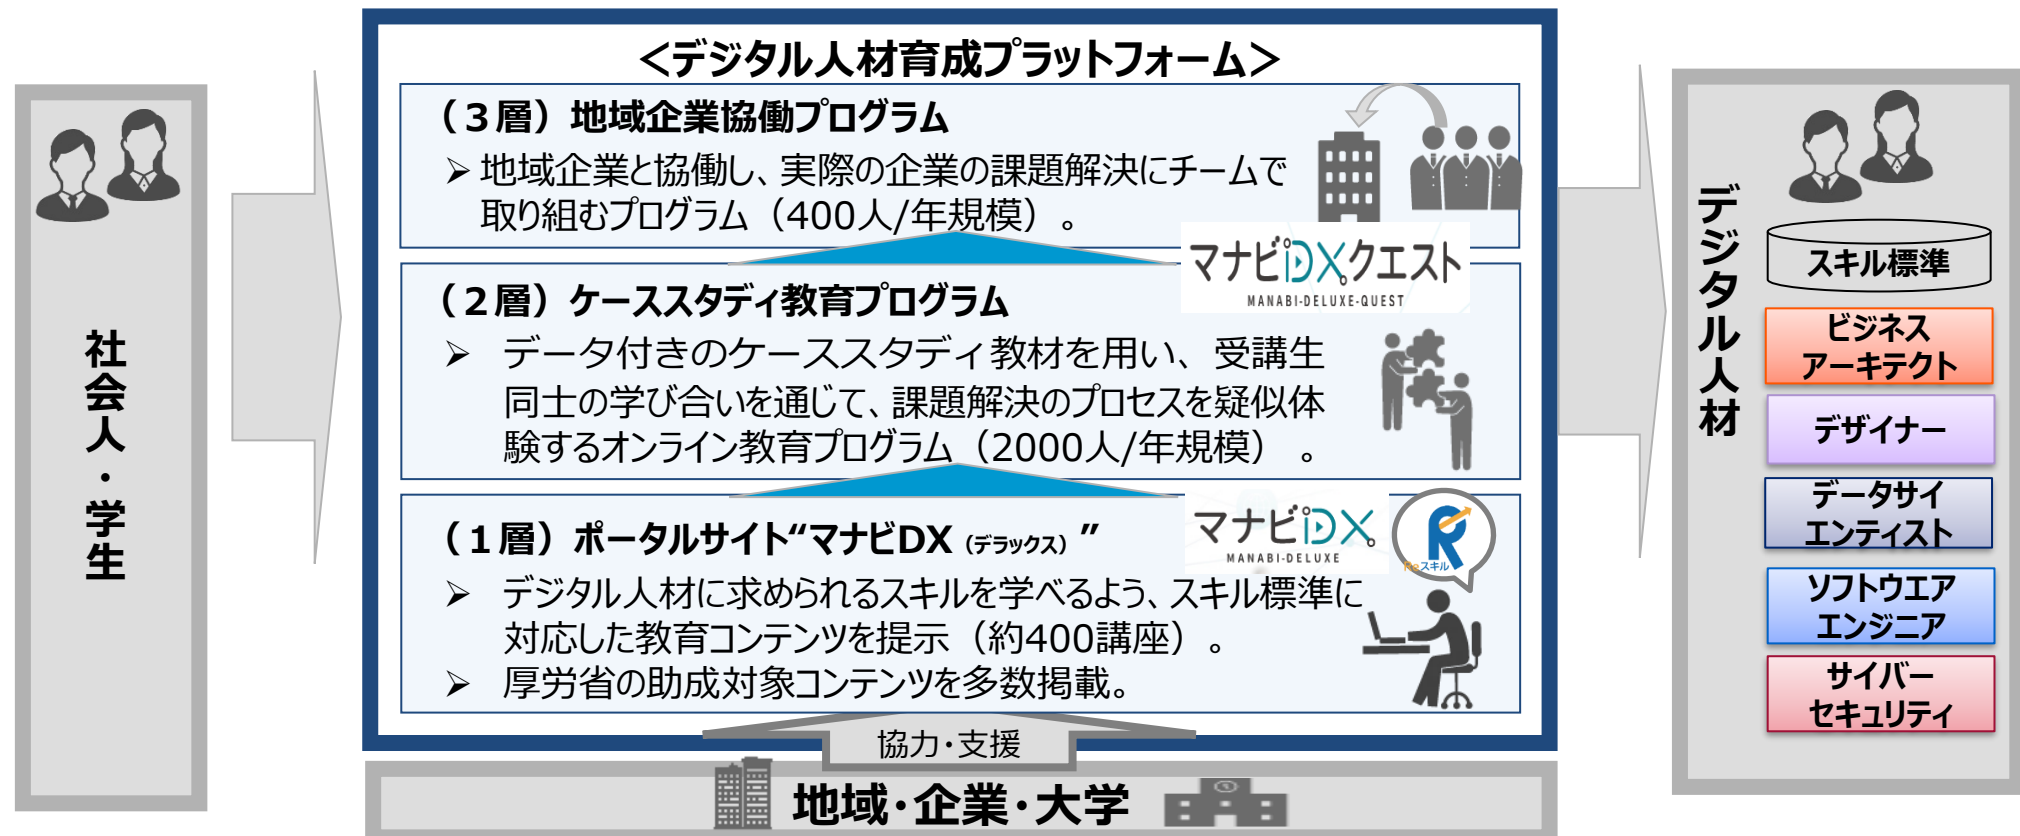 ＜デジタル人材育成プラットフォーム＞
社会人・学生
（３層）地域企業協働プログラム
➢ 地域企業と協働し、実際の企業の課題解決にチームで
取り組むプログラム（400人/年規模）。
マナビDXクエスト
MANABI-DELUXE-QUEST
（２層）ケーススタディ教育プログラム
➢ データ付きのケーススタディ教材を用い、受講生
同士の学び合いを通じて、課題解決のプロセスを疑似体
験するオンライン教育プログラム（2000人/年規模）。
マナビDX
MANABI-DELUXE
Reスキル
（１層）ポータルサイト“マナビDX（デラックス）”
➢ デジタル人材に求められるスキルを学べるよう、スキル標準に
対応した教育コンテンツを提示（約400講座）。
➢ 厚労省の助成対象コンテンツを多数掲載。
協力・支援
地域・企業・大学
デジタル人材
スキル標準
ビジネス
アーキテクト
デザイナー
データサイ
エンティスト
ソフトウエア
エンジニア
サイバー
セキュリティ